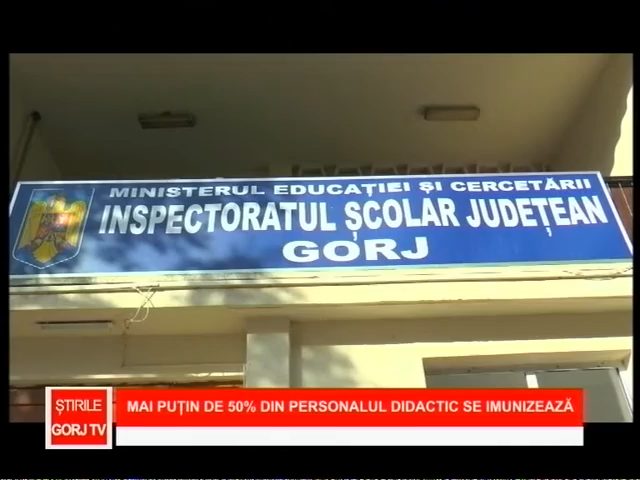 MINISTERUL EDUCAȚIEI ȘI CERCETĂRII
INSPECTORATUL ȘCOLAR JUDEȚEAN
GORJ
ȘTIRILE
GORJ TV
MAI PUȚIN DE 50% DIN PERSONALUL DIDACTIC SE IMUNIZEAZĂ